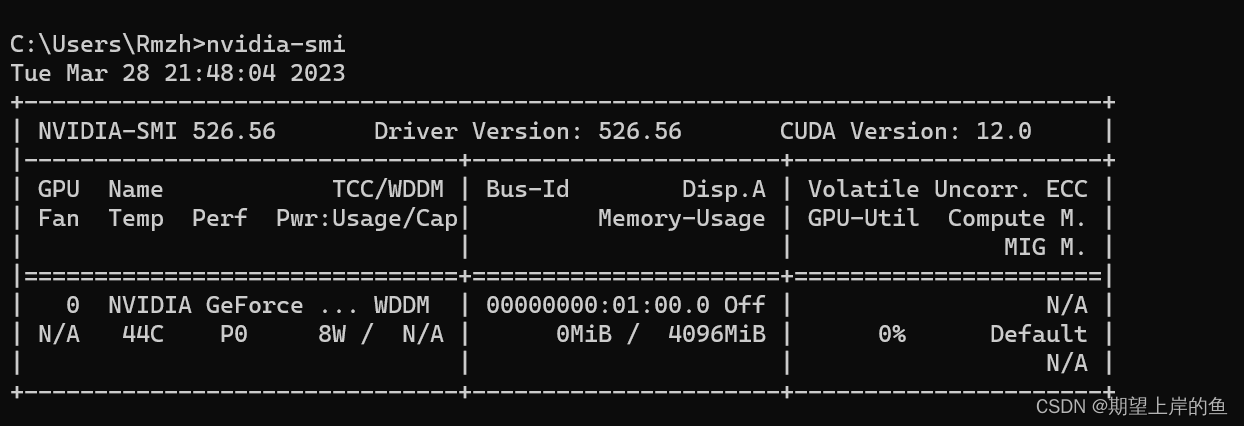 C:\Users\Rmzh>nvidia-smi
Tue Mar 28 21:48:04 2023
+-----------------------------------------------------------------------------+
| NVIDIA-SMI 526.56       Driver Version: 526.56       CUDA Version: 12.0     |
|-------------------------------+----------------------+----------------------+
| GPU  Name            TCC/WDDM | Bus-Id        Disp.A | Volatile Uncorr. ECC |
| Fan  Temp  Perf  Pwr:Usage/Cap|         Memory-Usage | GPU-Util  Compute M. |
|                               |                      |               MIG M. |
|===============================+======================+======================|
|   0  NVIDIA GeForce ... WDDM  | 00000000:01:00.0 Off |                  N/A |
| N/A   44C    P0     8W /  N/A |      0MiB /  4096MiB |      0%      Default |
|                               |                      |                  N/A |
+-------------------------------+----------------------+----------------------+
CSDN @期望上岸的鱼